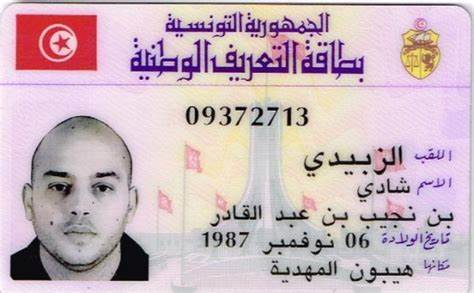 الجمهورية التونسية
بطاقة التعريف الوطنية
09372713
اللقب الزبيدي
الاسم شادي
بن نجيب بن عبد القادر
تاريخ الولادة 06 نوفمبر 1987
مكانها هيبون المهدية